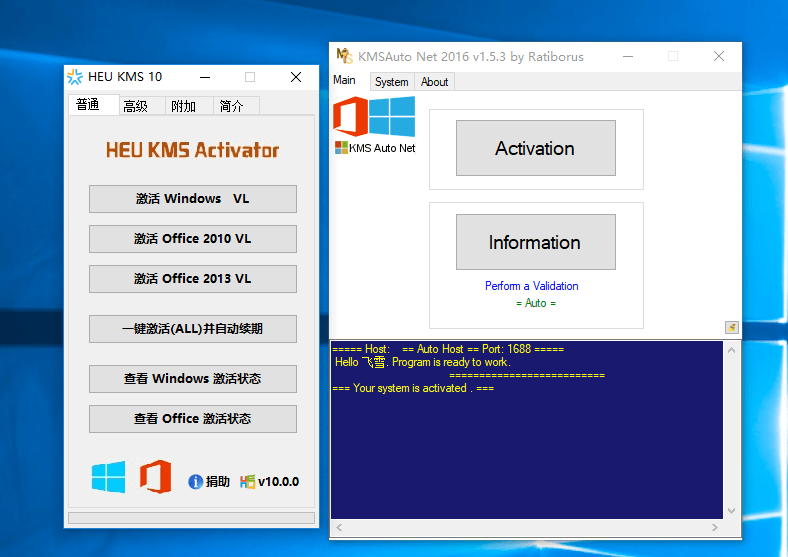 HEU KMS 10
普通 高级 附加 简介
HEU KMS Activator
激活 Windows VL
激活 Office 2010 VL
激活 Office 2013 VL
一键激活(ALL)并自动续期
查看 Windows 激活状态
查看 Office 激活状态
捐助 v10.0.0
KMSAuto Net 2016 v1.5.3 by Ratiborus
Main System About
KMS Auto Net
Activation
Information
Perform a Validation
= Auto =
===== Host: == Auto Host == Port: 1688 =====
Hello 飞雪. Program is ready to work.
===========================
=== Your system is activated . ===